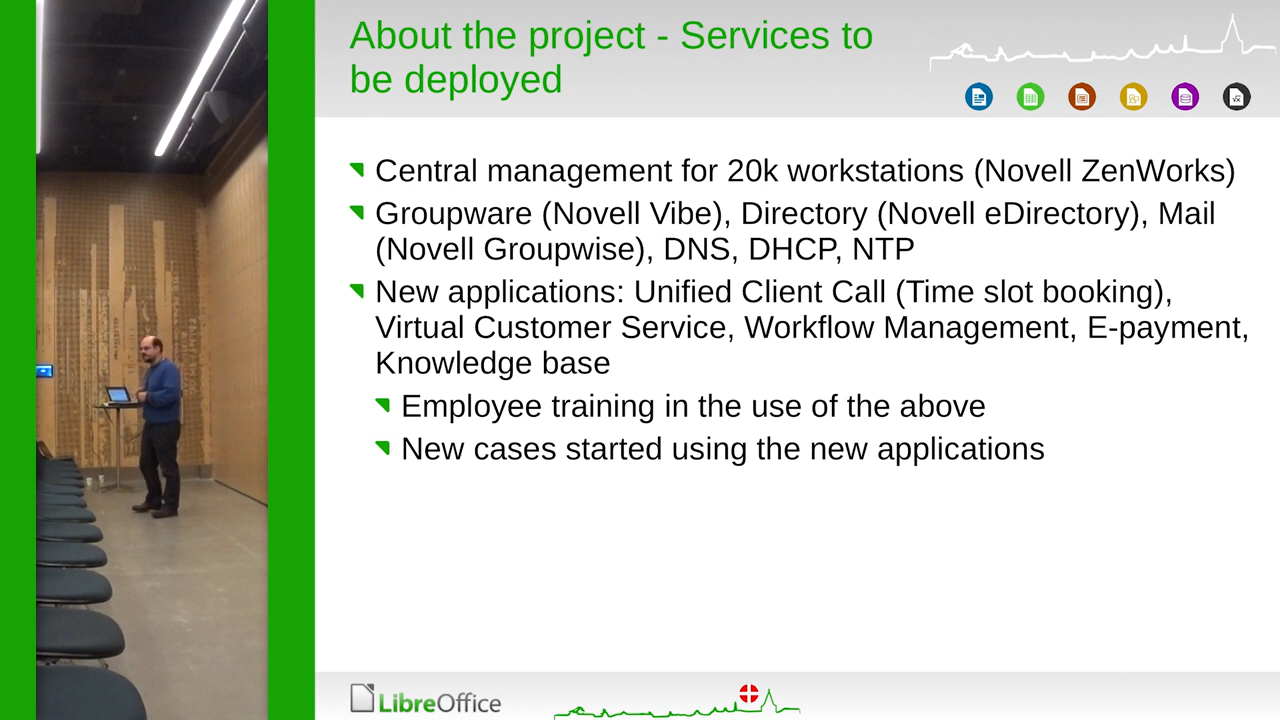 About the project - Services to
be deployed
Central management for 20k workstations (Novell ZenWorks)
Groupware (Novell Vibe), Directory (Novell eDirectory), Mail
(Novell Groupwise), DNS, DHCP, NTP
New applications: Unified Client Call (Time slot booking),
Virtual Customer Service, Workflow Management, E-payment,
Knowledge base
Employee training in the use of the above
New cases started using the new applications
LibreOffice